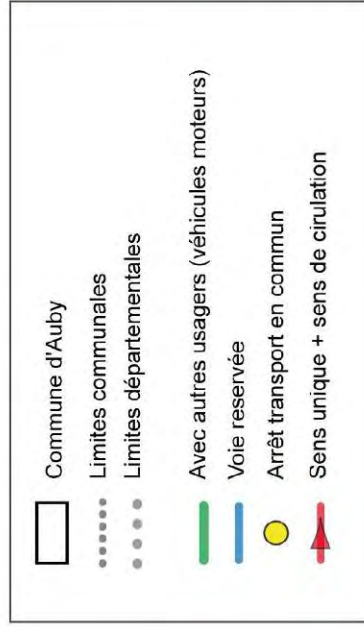 Commune d'Auby
Limites communales
Limites départementales
Avec autres usagers (véhicules moteurs)
Voie reservée
Arrêt transport en commun
Sens unique + sens de cirulation